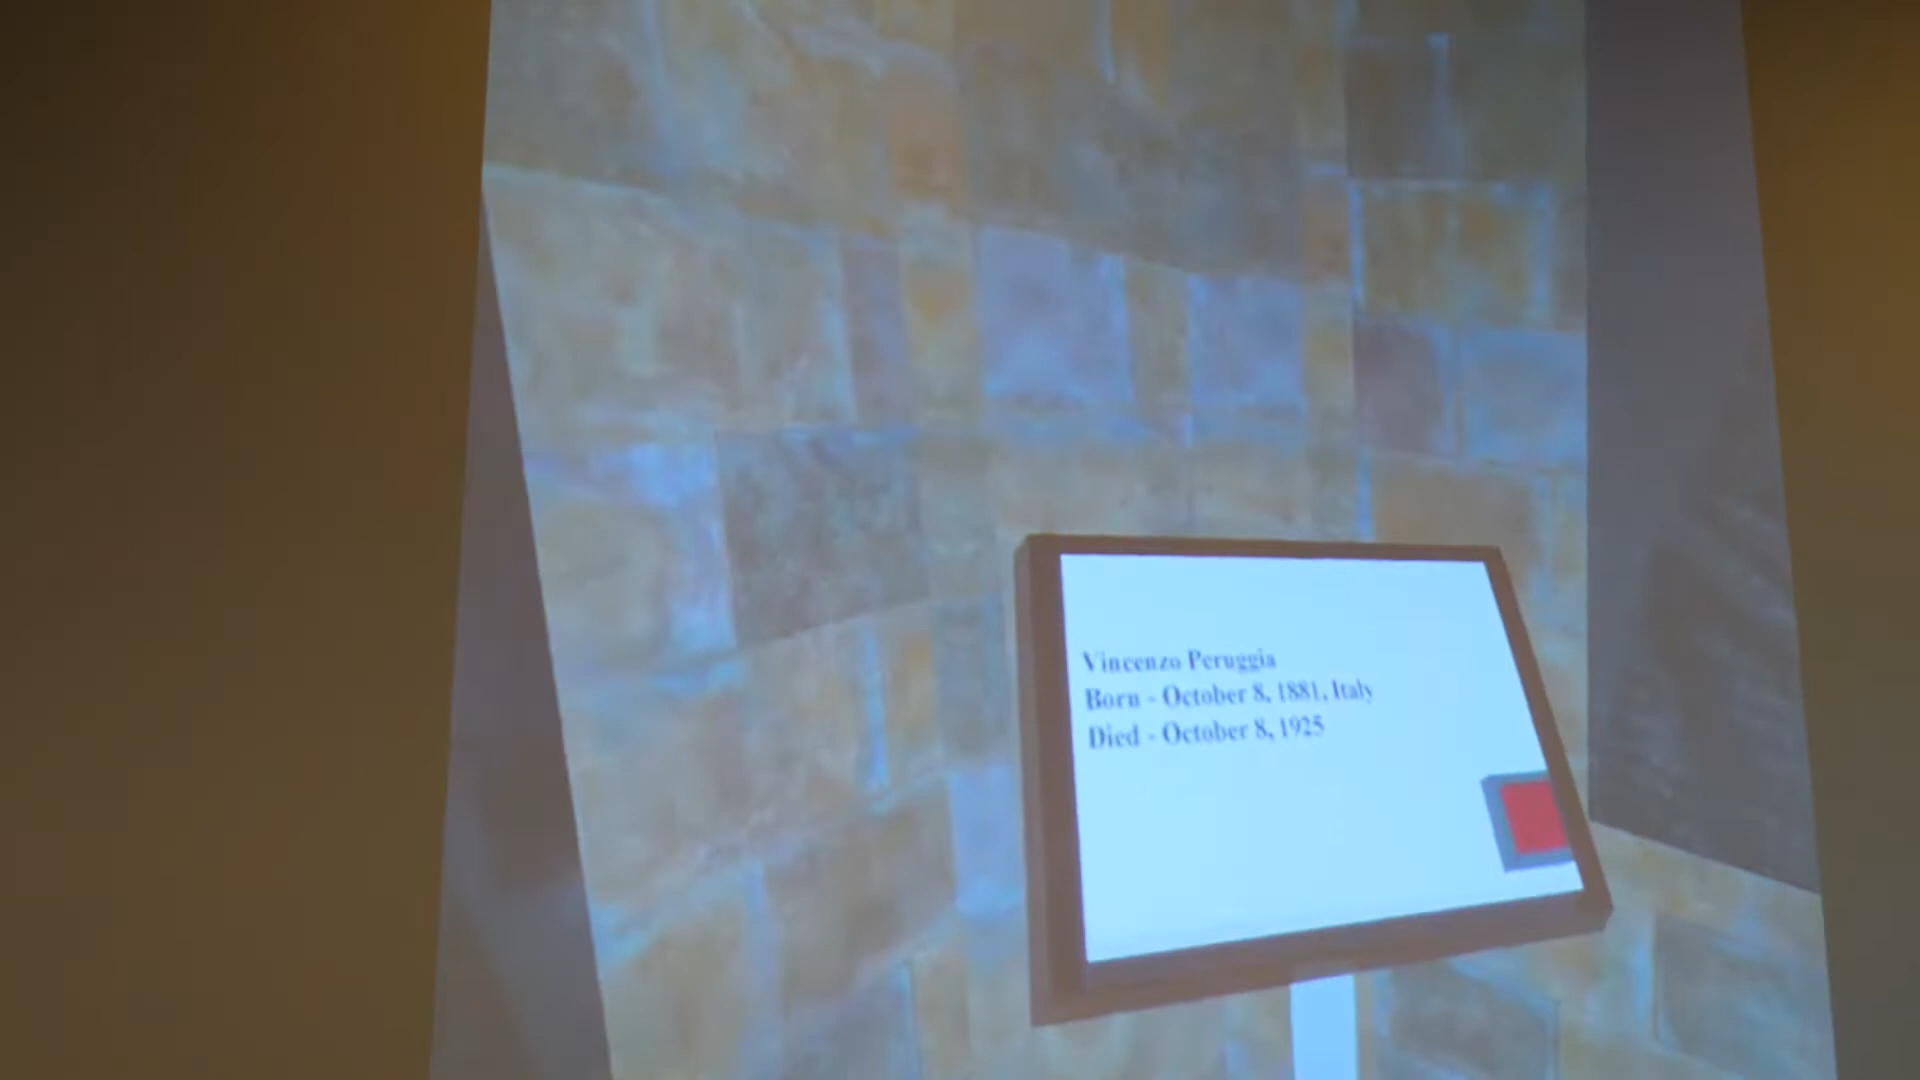 Vincenzo Peruggia
Born - October 8, 1881, Italy
Died - October 8, 1925